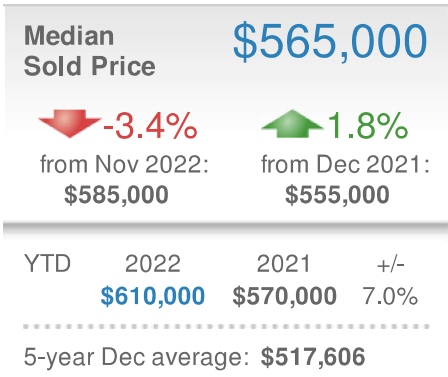 Median
Sold Price
$565,000
-3.4%
from Nov 2022:
$585,000
1.8%
from Dec 2021:
$555,000
YTD 2022 2021 +/-
$610,000 $570,000 7.0%
5-year Dec average: $517,606